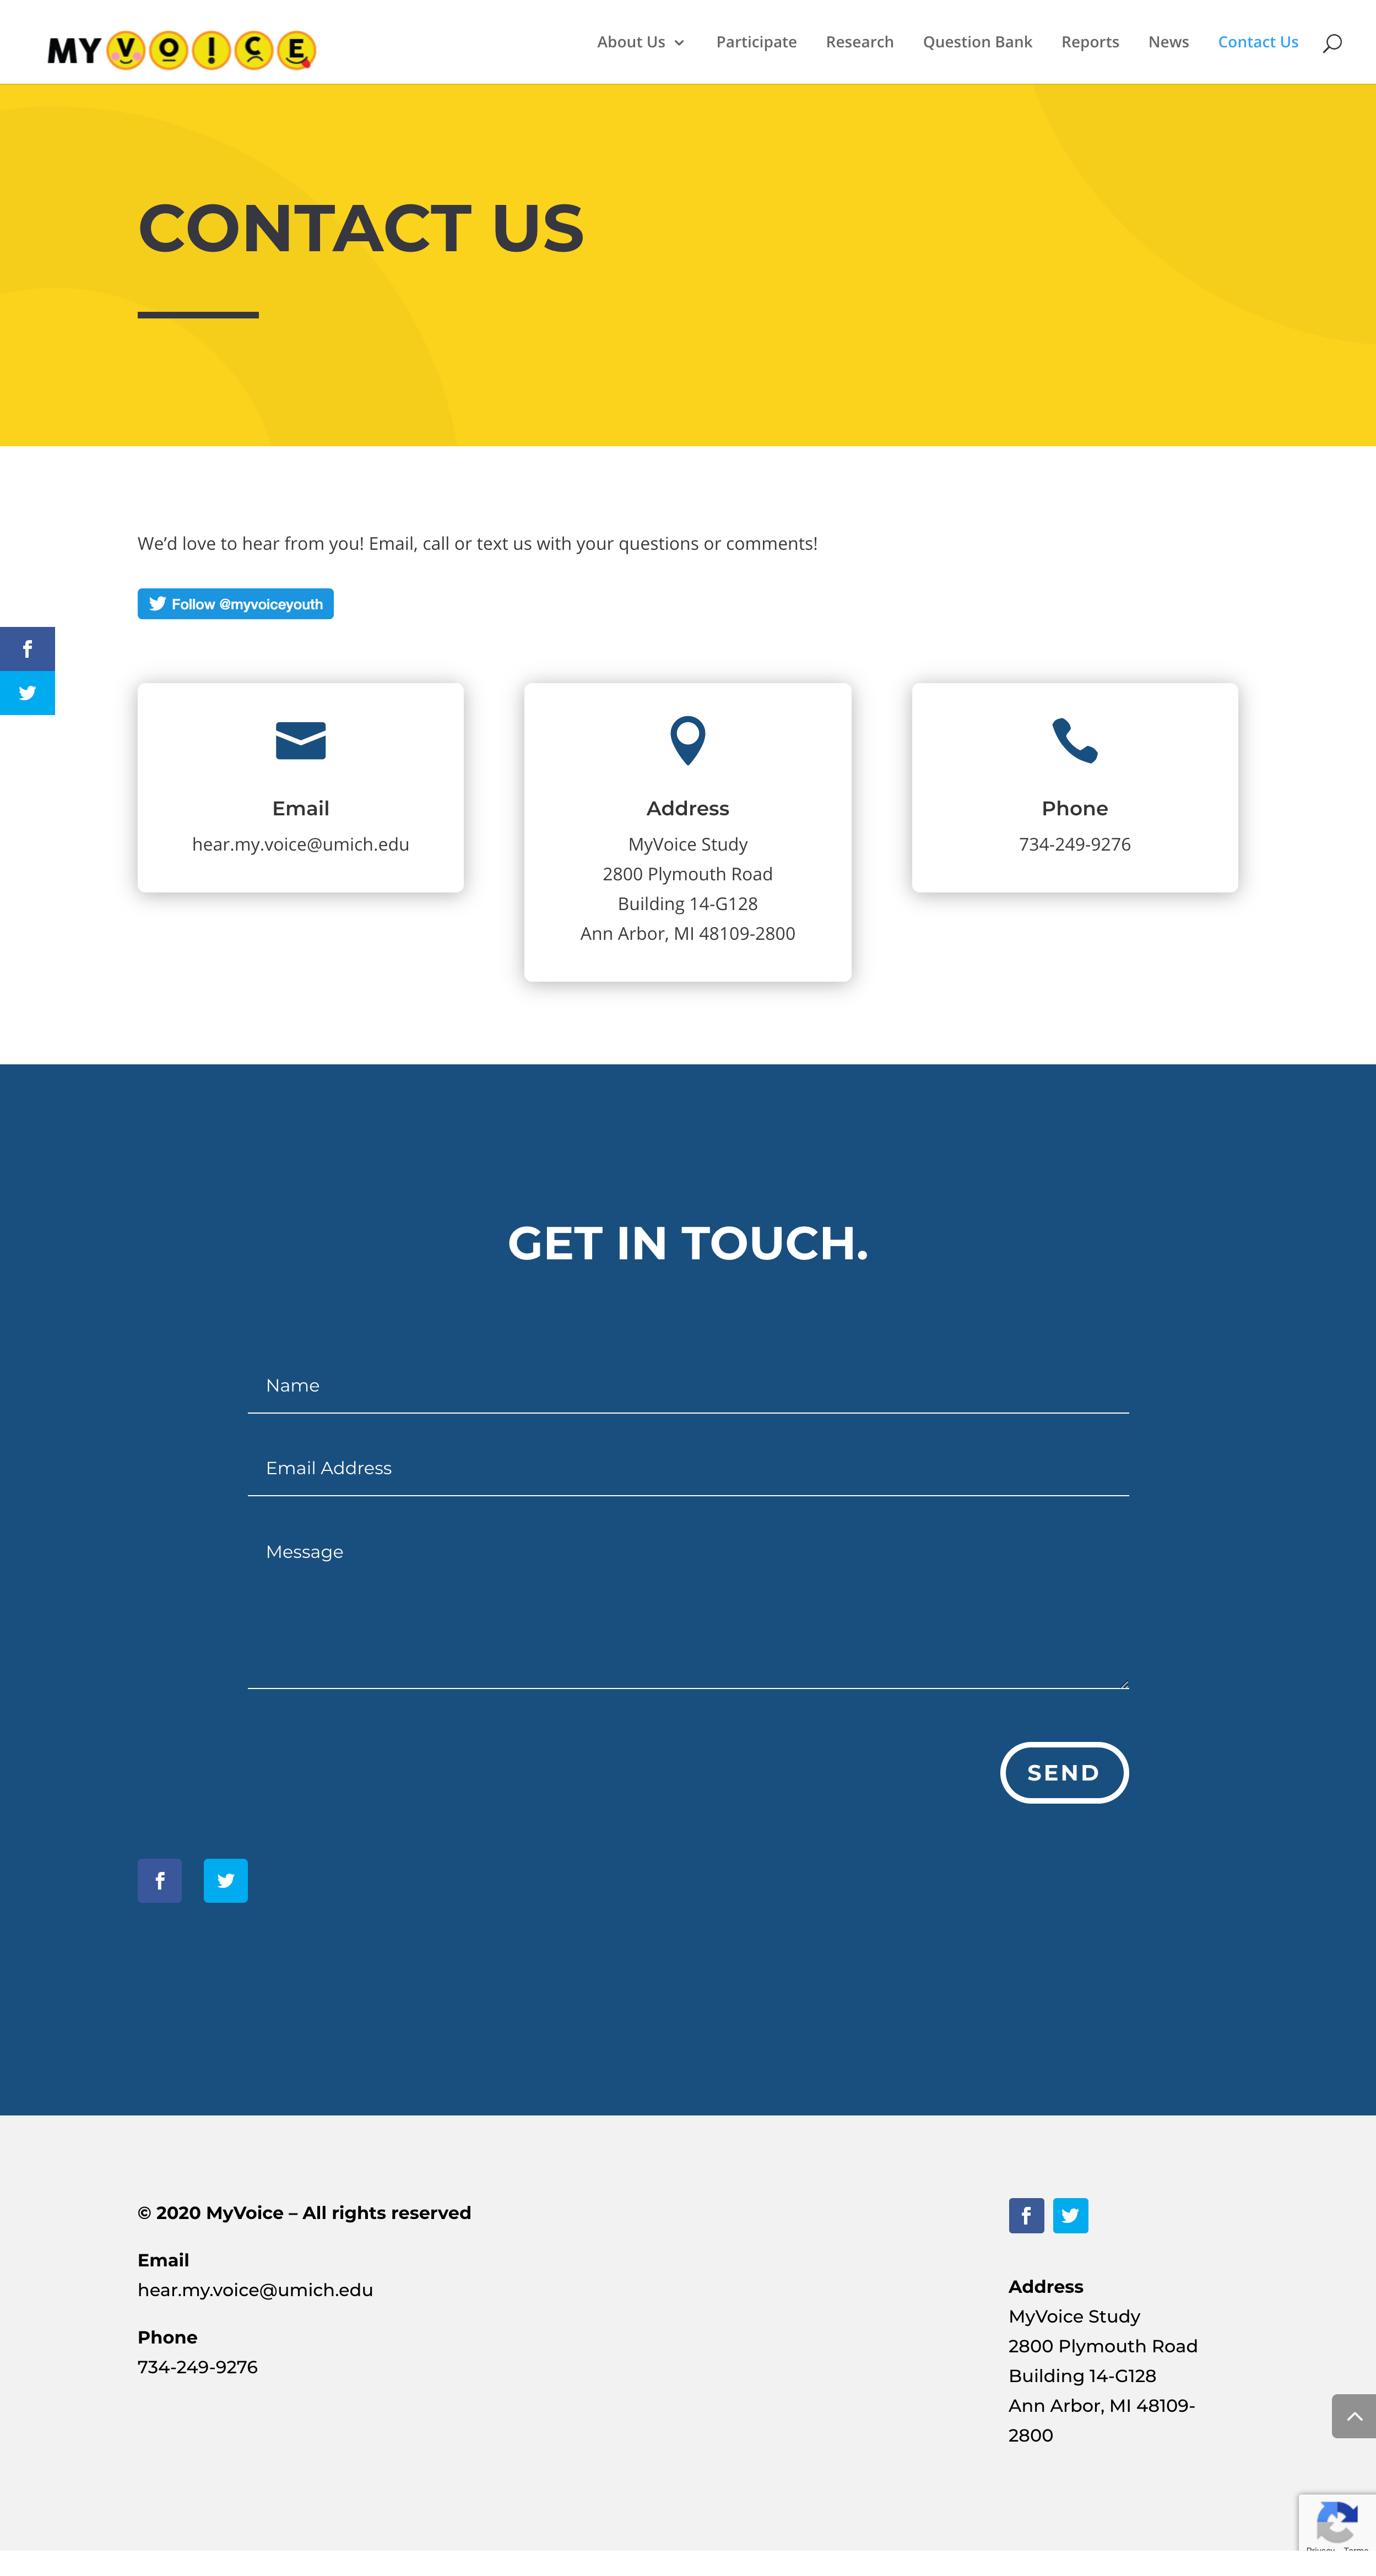 MY VOICE
About Us
Participate
Research
Question Bank
Reports
News
Contact Us
CONTACT US
We’d love to hear from you! Email, call or text us with your questions or comments!
Follow @myvoiceyouth
Email
hear.my.voice@umich.edu
Address
MyVoice Study
2800 Plymouth Road
Building 14-G128
Ann Arbor, MI 48109-2800
Phone
734-249-9276
GET IN TOUCH.
Name
Email Address
Message
SEND
© 2020 MyVoice – All rights reserved
Email
hear.my.voice@umich.edu
Phone
734-249-9276
Address
MyVoice Study
2800 Plymouth Road
Building 14-G128
Ann Arbor, MI 48109-
2800
Privacy - Terms